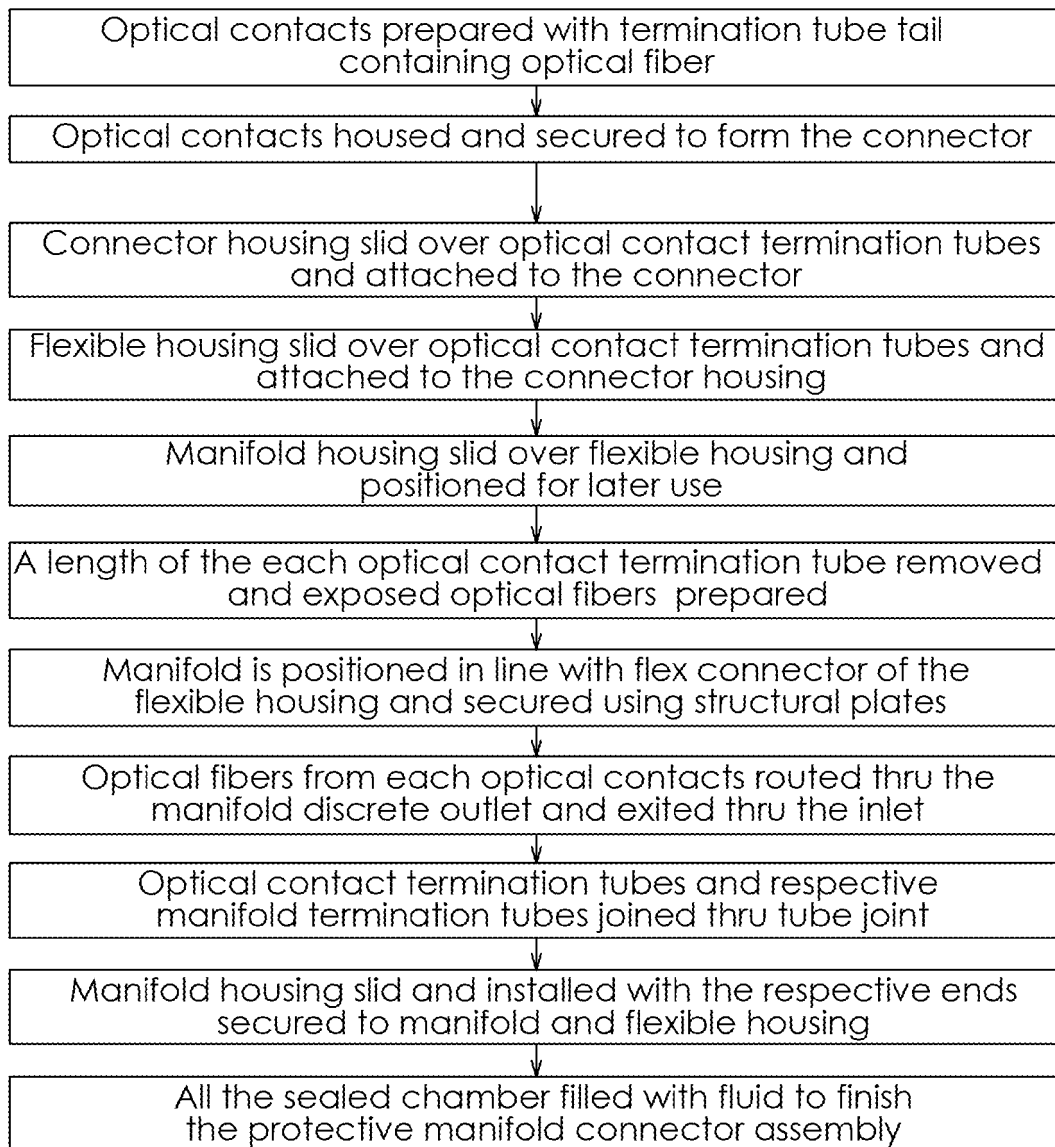 Optical contacts prepared with termination tube tail
containing optical fiber
Optical contacts housed and secured to form the connector
Connector housing slid over optical contact termination tubes
and attached to the connector
Flexible housing slid over optical contact termination tubes and
attached to the connector housing
Manifold housing slid over flexible housing and
positioned for later use
A length of the each optical contact termination tube removed
and exposed optical fibers prepared
Manifold is positioned in line with flex connector of the
flexible housing and secured using structural plates
Optical fibers from each optical contacts routed thru the
manifold discrete outlet and exited thru the inlet
Optical contact termination tubes and respective
manifold termination tubes joined thru tube joint
Manifold housing slid and installed with the respective ends
secured to manifold and flexible housing
All the sealed chamber filled with fluid to finish
the protective manifold connector assembly